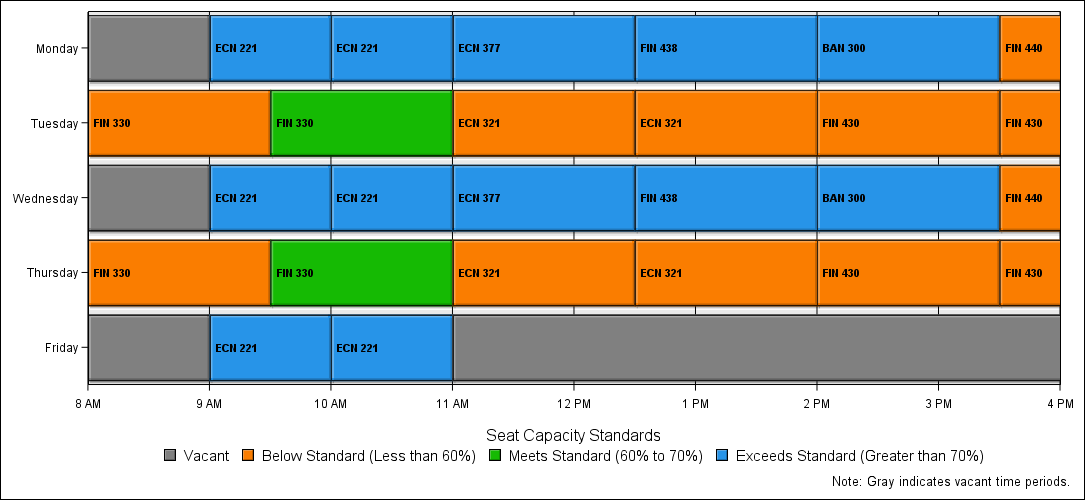 Monday ECN 221 ECN 221 ECN 377 FIN 438 BAN 300 FIN 440
Tuesday FIN 330 FIN 330 ECN 321 ECN 321 FIN 430 FIN 430
Wednesday ECN 221 ECN 221 ECN 377 FIN 438 BAN 300 FIN 440
Thursday FIN 330 FIN 330 ECN 321 ECN 321 FIN 430 FIN 430
Friday ECN 221 ECN 221
8 AM 9 AM 10 AM 11 AM 12 PM 1 PM 2 PM 3 PM 4 PM
Seat Capacity Standards
Vacant Below Standard (Less than 60%) Meets Standard (60% to 70%) Exceeds Standard (Greater than 70%)
Note: Gray indicates vacant time periods.